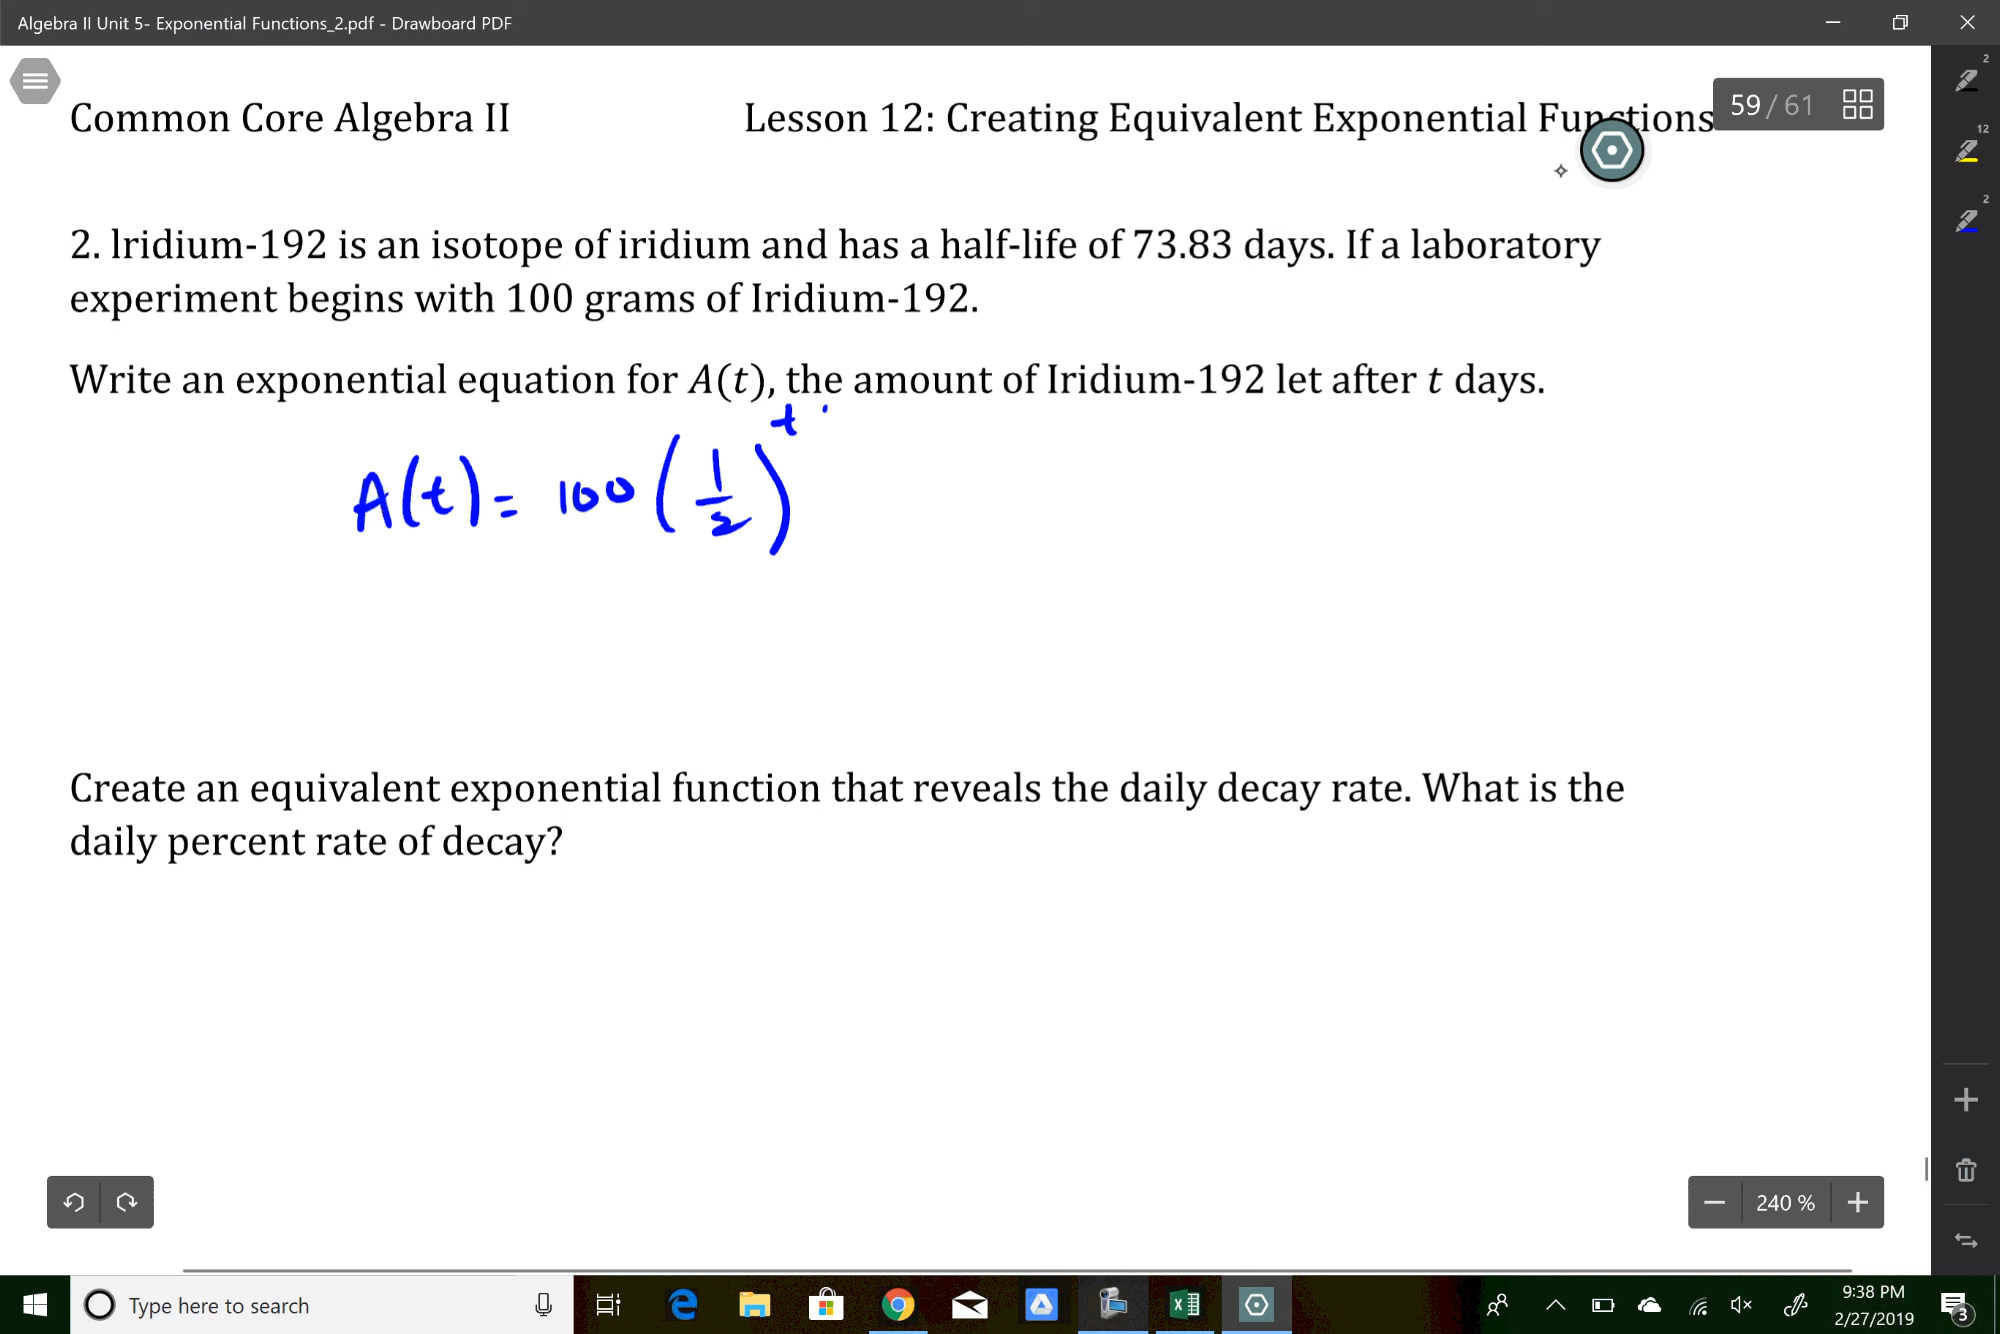 Algebra II Unit 5- Exponential Functions_2.pdf - Drawboard PDF
2
59 / 61
Common Core Algebra II Lesson 12: Creating Equivalent Exponential Functions
12
2
2. Iridium-192 is an isotope of iridium and has a half-life of 73.83 days. If a laboratory
experiment begins with 100 grams of Iridium-192.
Write an exponential equation for A(t), the amount of Iridium-192 let after t days.
A(t) = 100 (1/2)^t
Create an equivalent exponential function that reveals the daily decay rate. What is the
daily percent rate of decay?
240 %
Type here to search
9:38 PM
2/27/2019
3